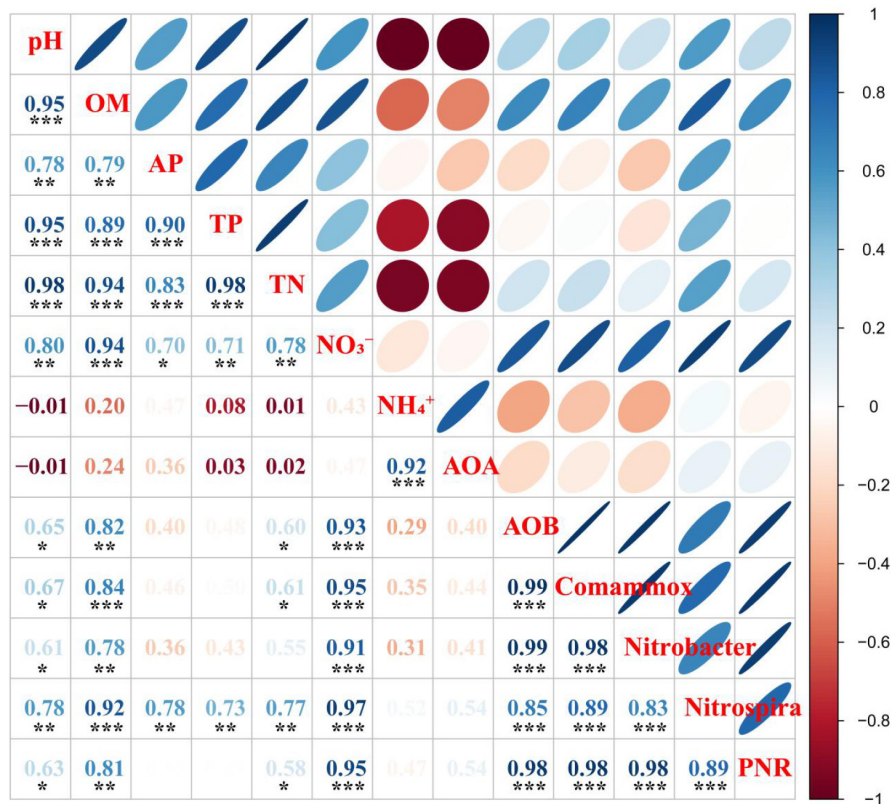 pH
0.95 OM
***
0.78 0.79 AP
** **
0.95 0.89 0.90 TP
*** *** ***
0.98 0.94 0.83 0.98 TN
*** *** *** ***
0.80 0.94 0.70 0.71 0.78 NO₃⁻
** *** * ** **
−0.01 0.20 0.47 0.08 0.01 0.43 NH₄⁺
−0.01 0.24 0.36 0.03 0.02 0.47 0.92 AOA
***
0.65 0.82 0.40 0.48 0.60 0.93 0.29 0.40 AOB
* ** * ***
0.67 0.84 0.46 0.61 0.95 0.35 0.44 0.99 Comammox
* *** * *** ***
0.61 0.78 0.36 0.43 0.55 0.91 0.31 0.41 0.99 0.98 Nitrobacter
* ** *** *** ***
0.78 0.92 0.78 0.73 0.77 0.97 0.52 0.54 0.85 0.89 0.83 Nitrospira
** *** ** ** ** *** *** *** ***
0.63 0.81 0.58 0.95 0.47 0.54 0.98 0.98 0.98 0.89 PNR
* ** * *** *** *** *** ***
1
0.8
0.6
0.4
0.2
0
−0.2
−0.4
−0.6
−0.8
−1